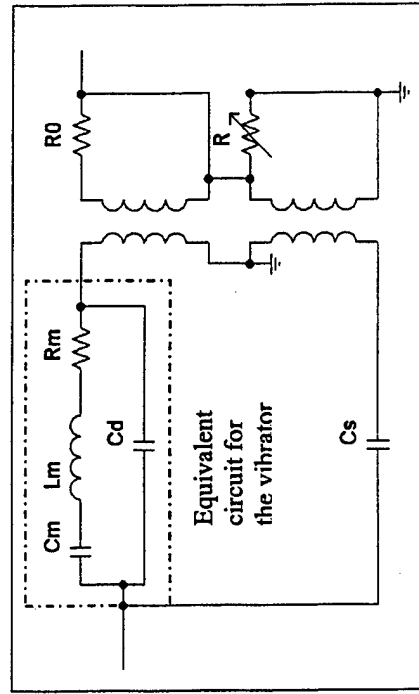 R0
R
Rm
Lm
Cm
Cd
Equivalent
circuit for
the vibrator
Cs